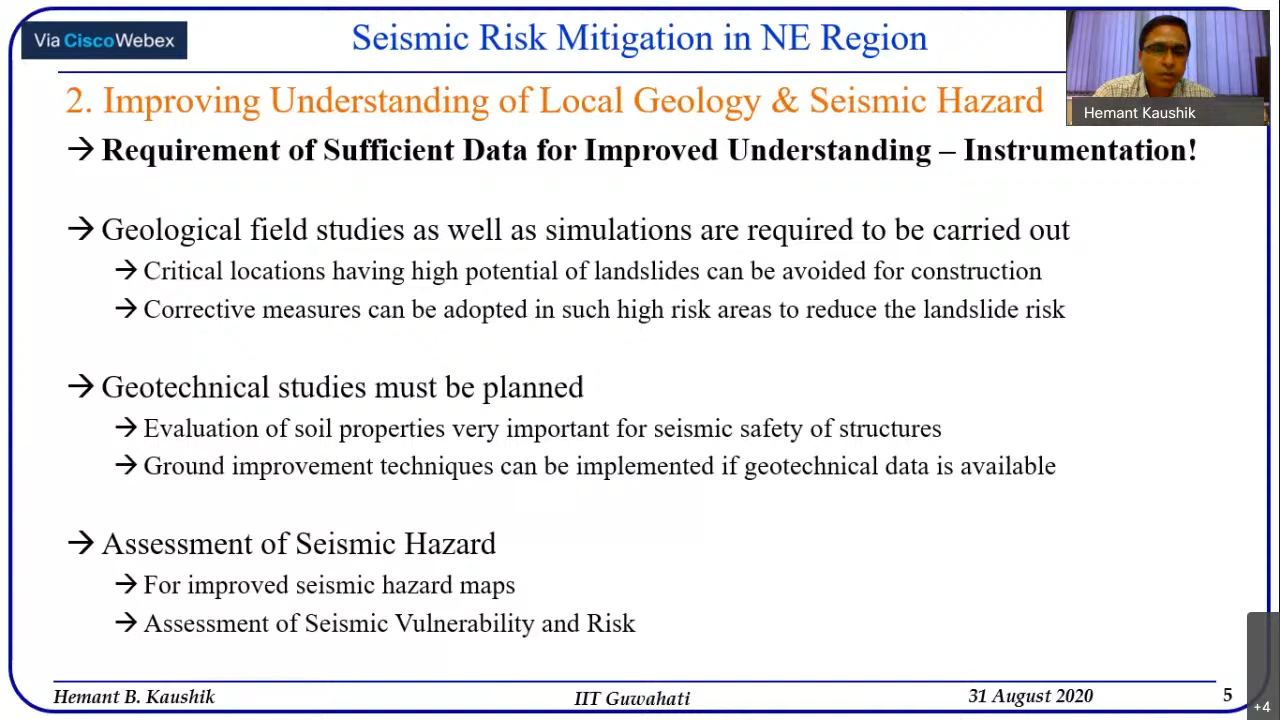 Via CiscoWebex
Seismic Risk Mitigation in NE Region
Hemant Kaushik
2. Improving Understanding of Local Geology & Seismic Hazard
→ Requirement of Sufficient Data for Improved Understanding – Instrumentation!
→ Geological field studies as well as simulations are required to be carried out
→ Critical locations having high potential of landslides can be avoided for construction
→ Corrective measures can be adopted in such high risk areas to reduce the landslide risk
→ Geotechnical studies must be planned
→ Evaluation of soil properties very important for seismic safety of structures
→ Ground improvement techniques can be implemented if geotechnical data is available
→ Assessment of Seismic Hazard
→ For improved seismic hazard maps
→ Assessment of Seismic Vulnerability and Risk
Hemant B. Kaushik IIT Guwahati 31 August 2020 5
+4